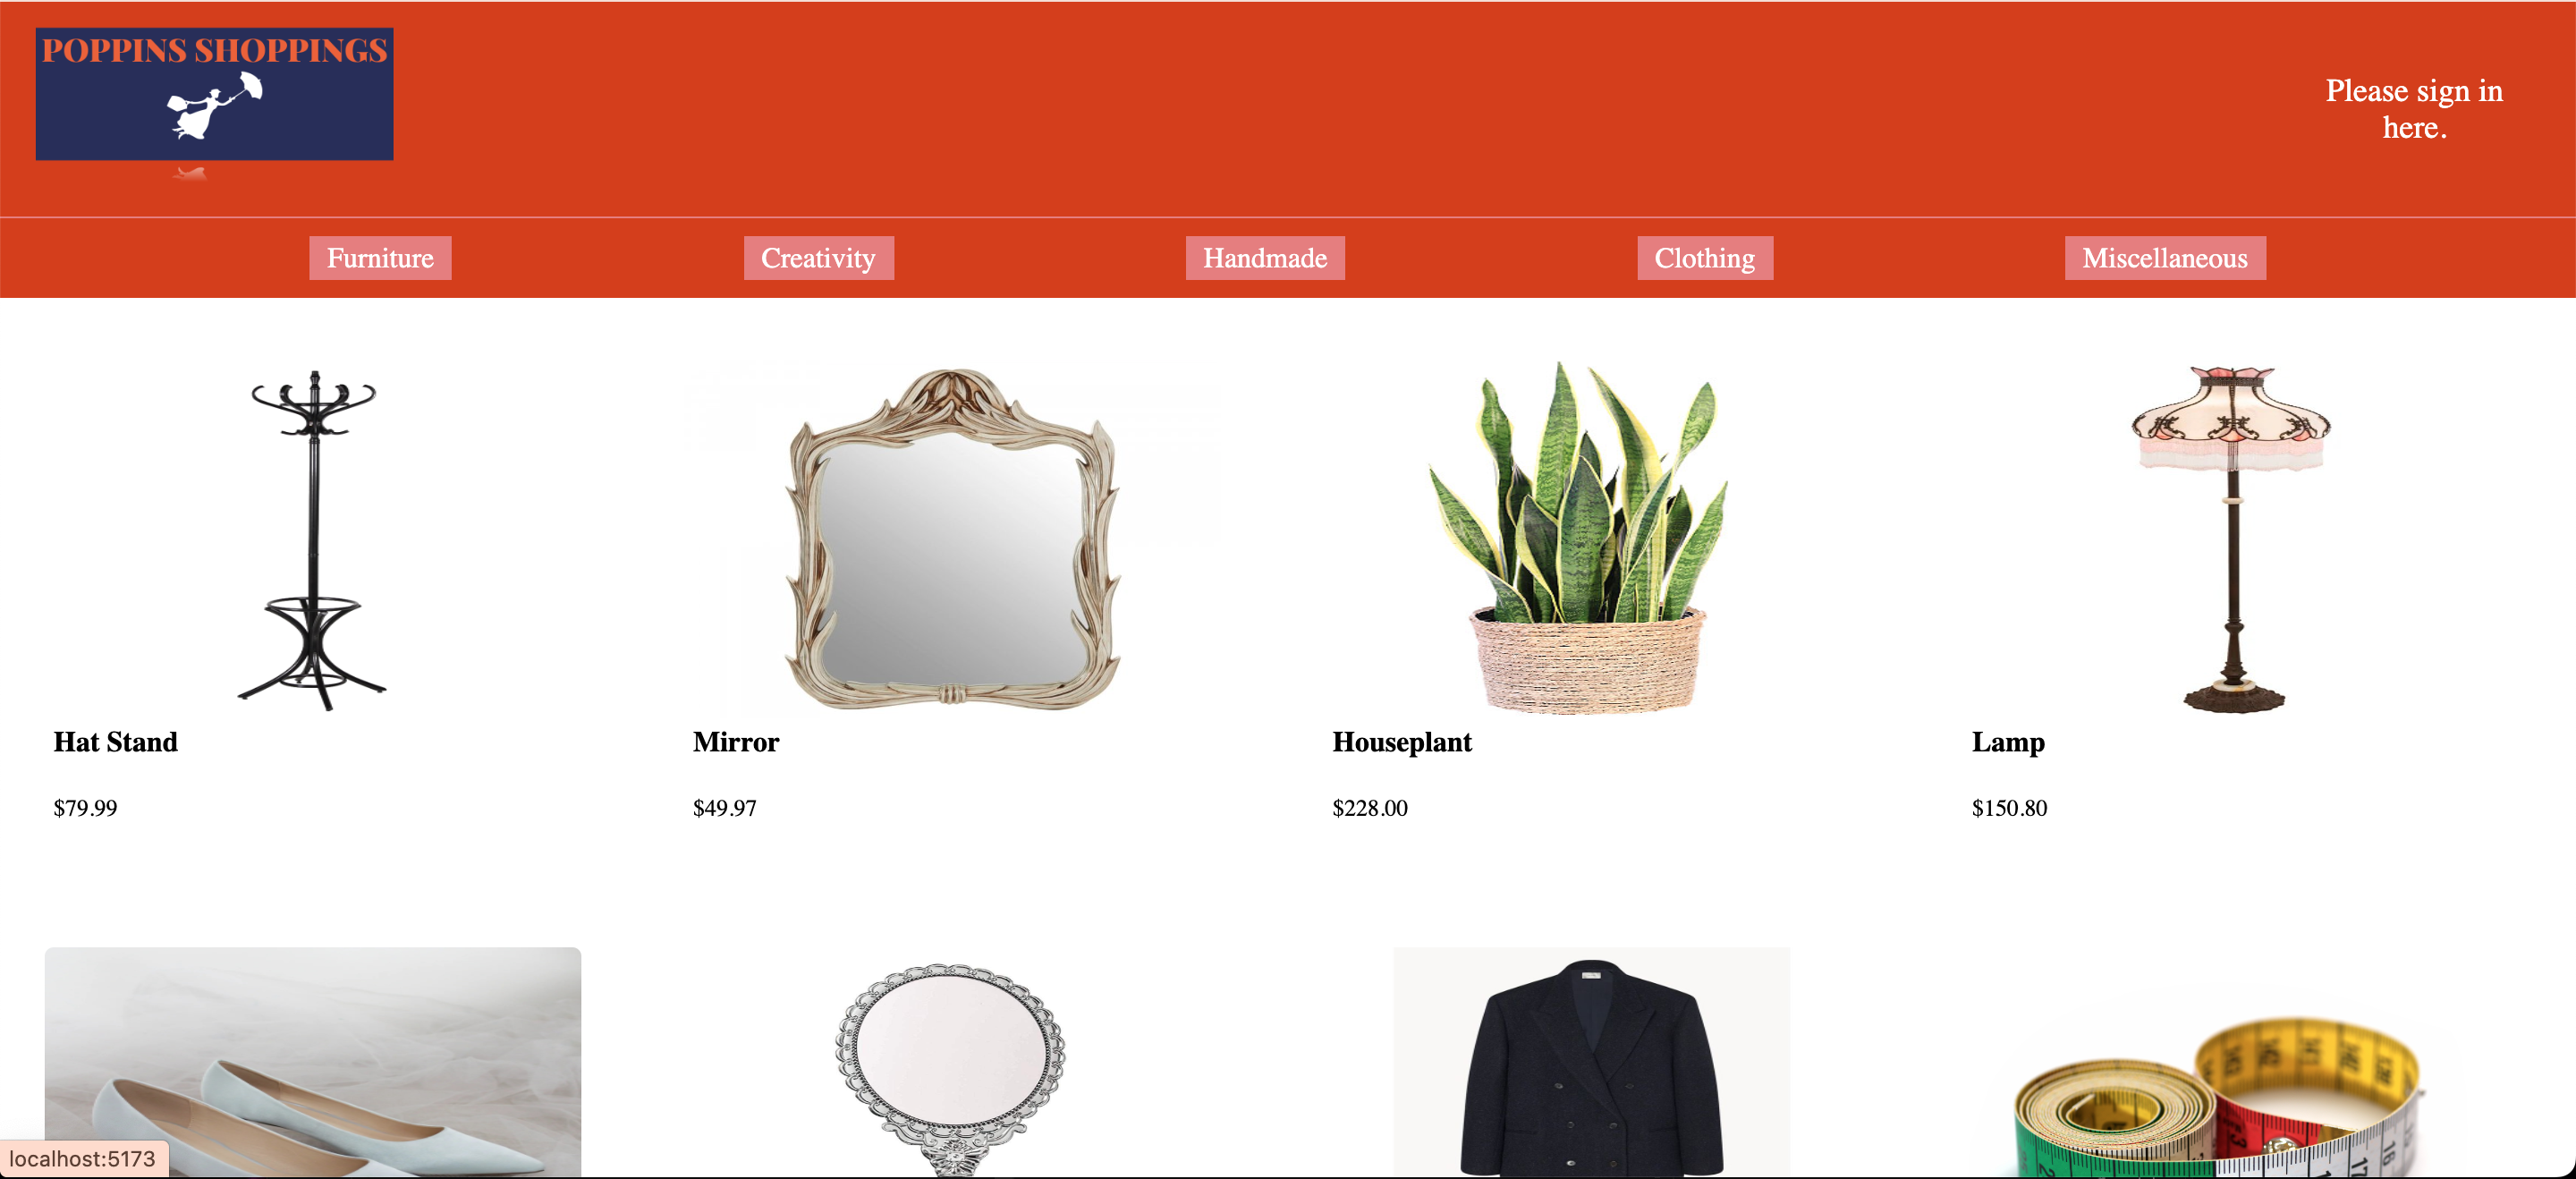 POPPINS SHOPPINGS
Please sign in
here.
Furniture
Creativity
Handmade
Clothing
Miscellaneous
Hat Stand
$79.99
Mirror
$49.97
Houseplant
$228.00
Lamp
$150.80
localhost:5173